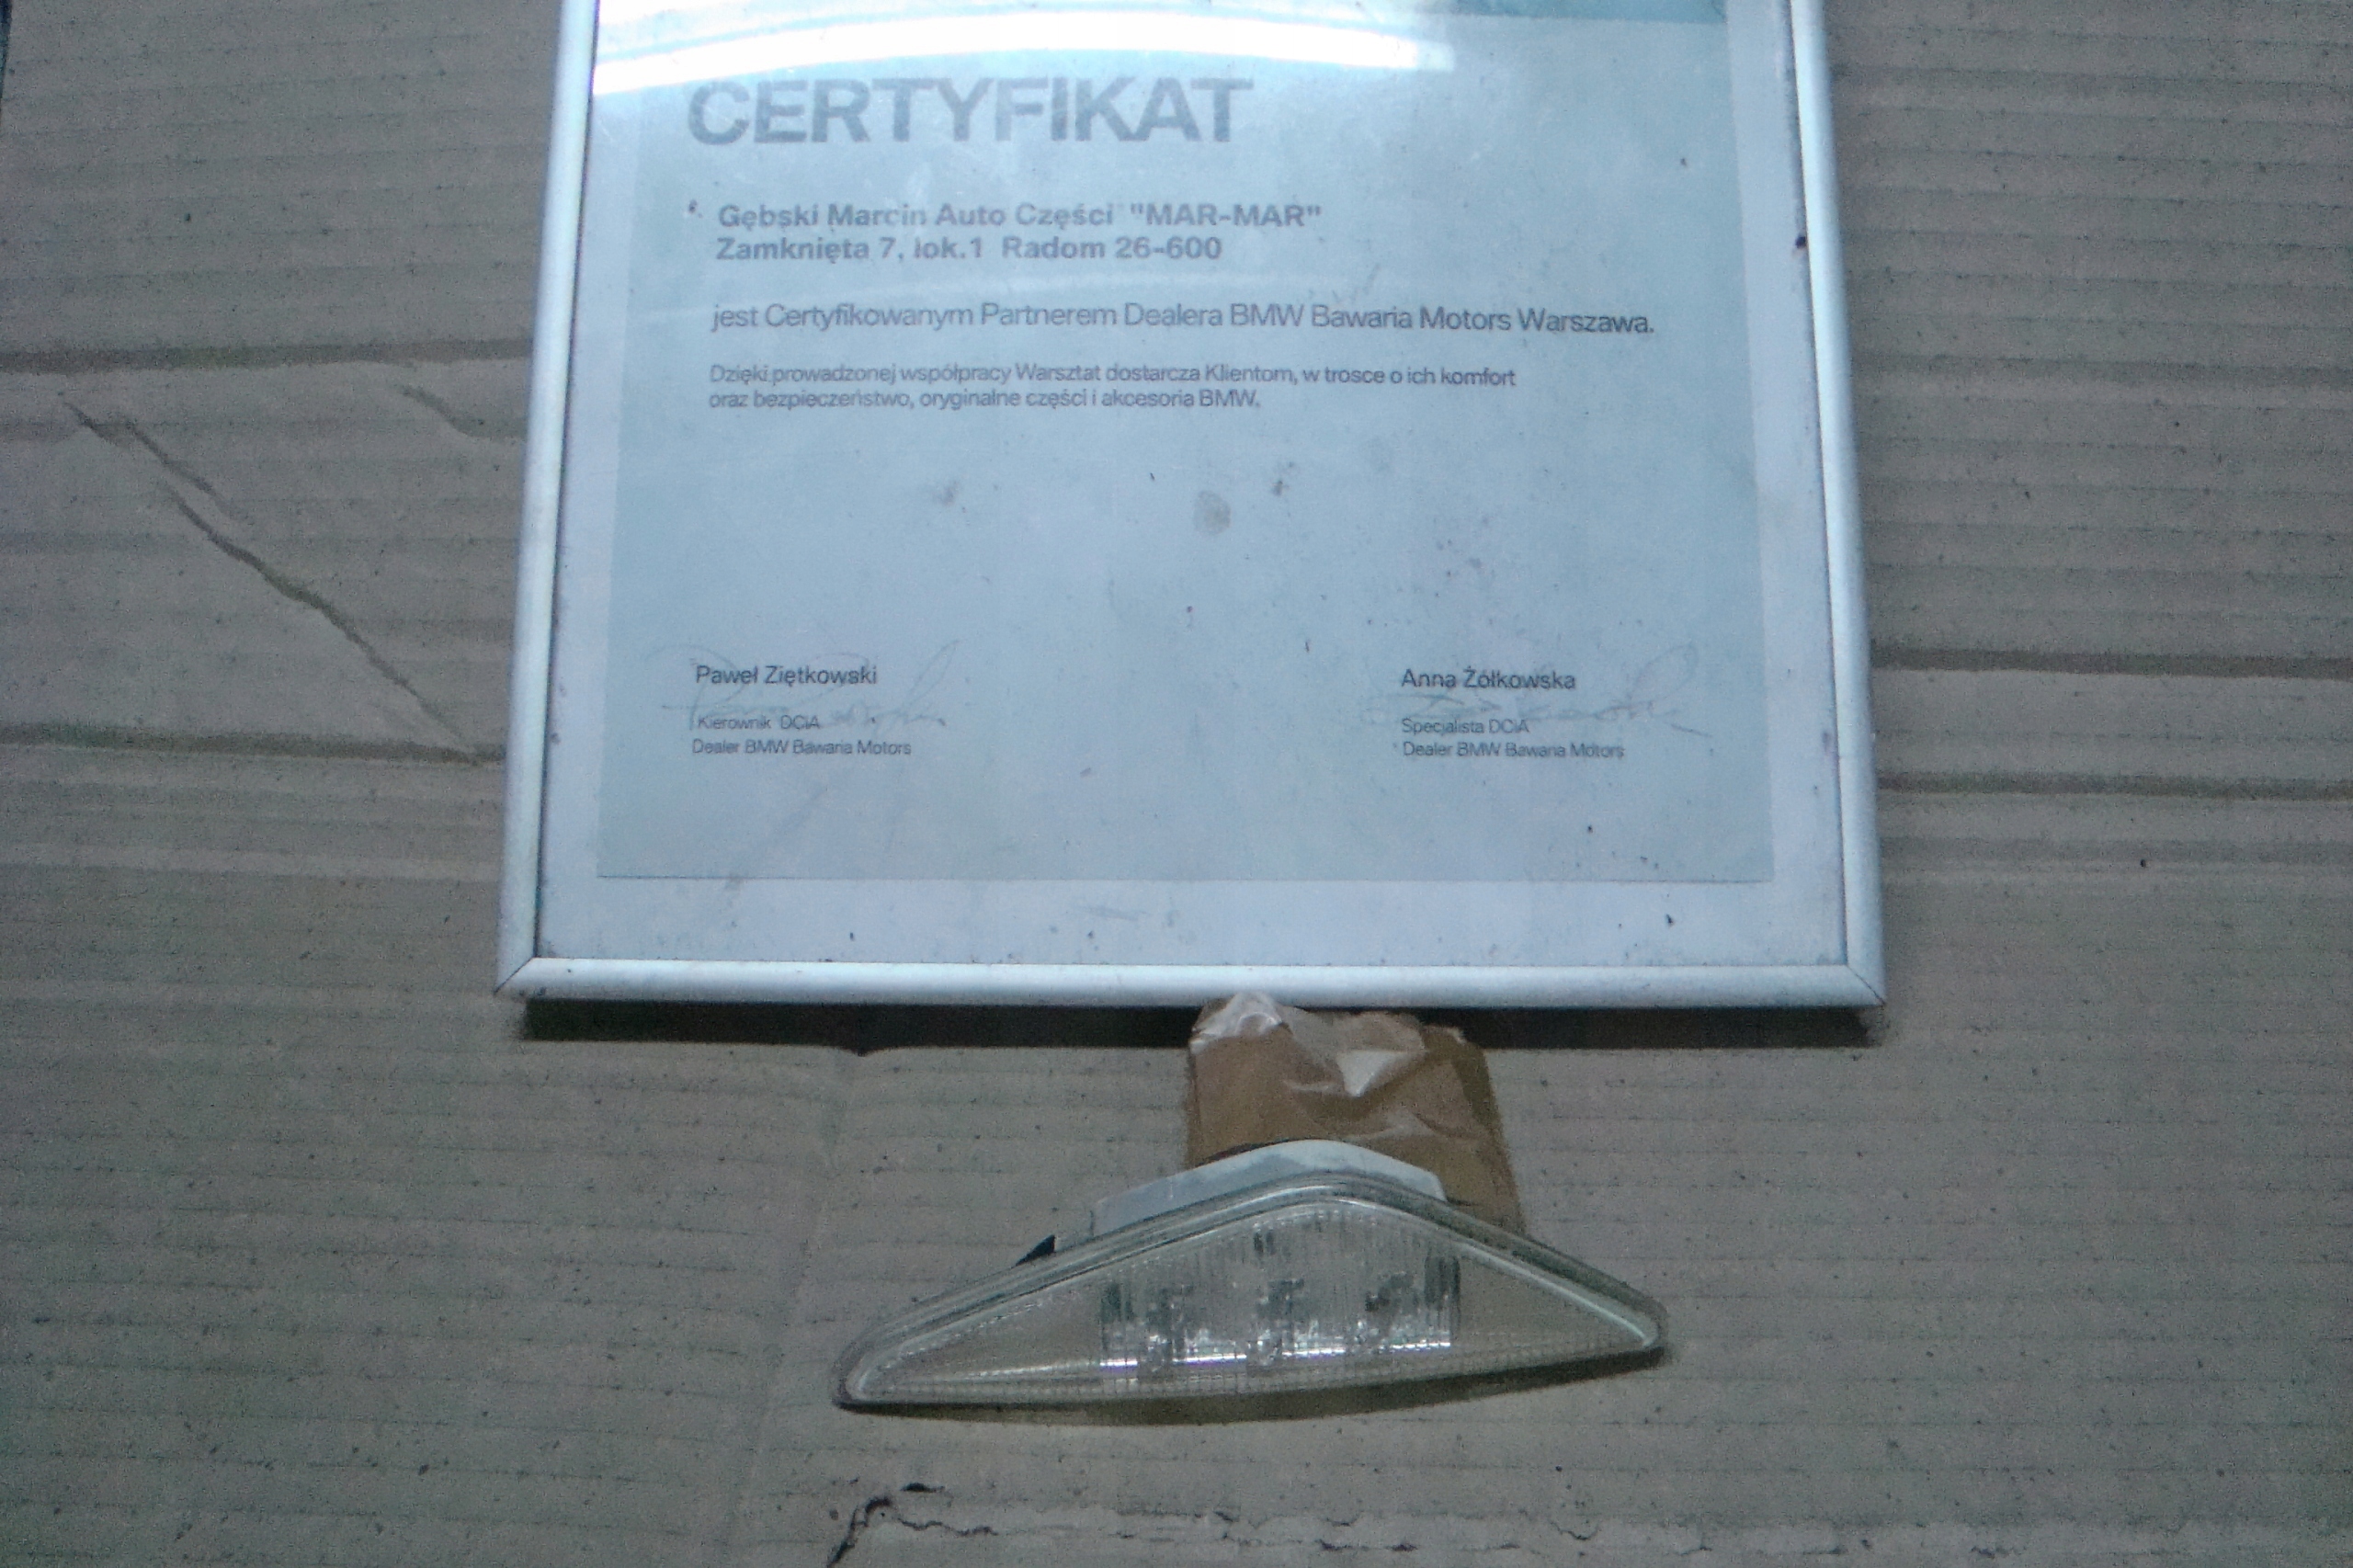 CERTYFIKAT
Gębski Marcin Auto Części "MAR-MAR"
Zamknięta 7, lok.1 Radom 26-600
jest Certyfikowanym Partnerem Dealera BMW Bawaria Motors Warszawa.
Dzięki prowadzonej współpracy Warsztat dostarcza Klientom, w trosce o ich komfort
oraz bezpieczeństwo, oryginalne części i akcesoria BMW.
Paweł Ziętkowski
Kierownik DCiA
Dealer BMW Bawaria Motors
Anna Żółkowska
Specjalista DCiA
Dealer BMW Bawaria Motors